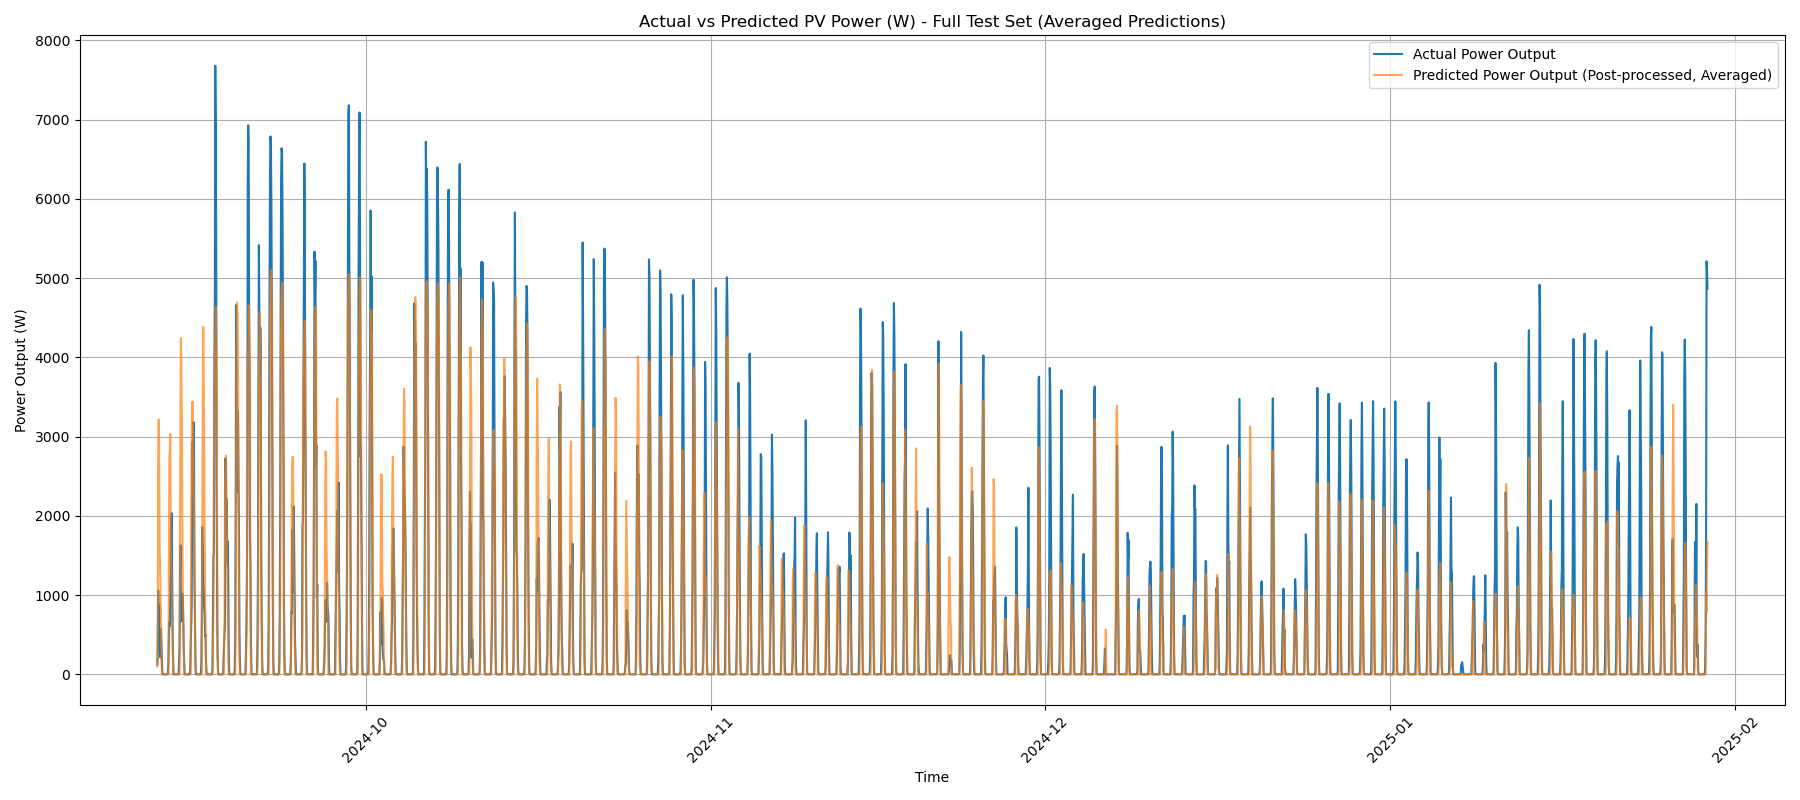 Actual vs Predicted PV Power (W) - Full Test Set (Averaged Predictions)
Actual Power Output
Predicted Power Output (Post-processed, Averaged)
Power Output (W)
8000
7000
6000
5000
4000
3000
2000
1000
0
2024-10
2024-11
2024-12
2025-01
2025-02
Time